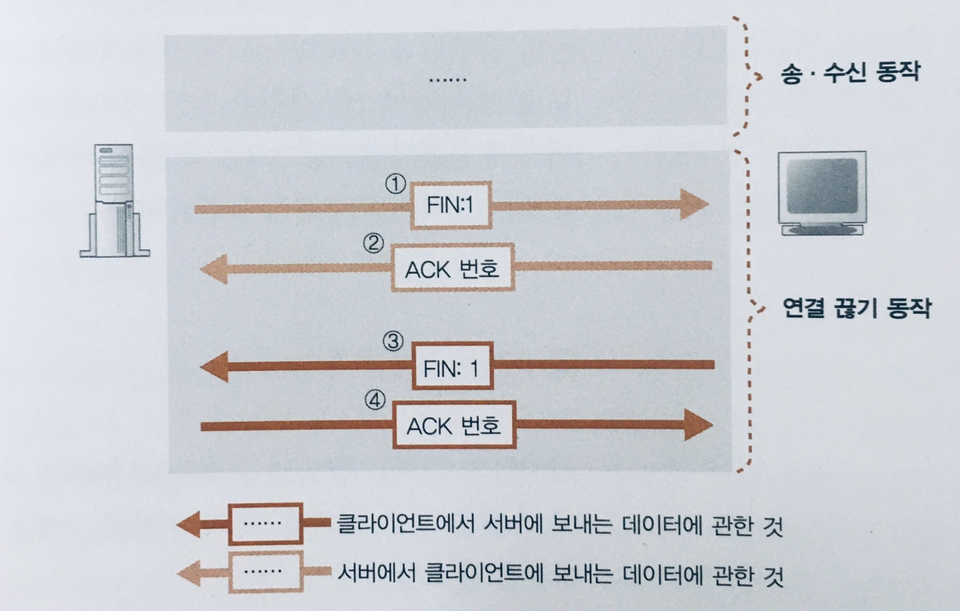 ......
송 · 수신 동작
① FIN:1
② ACK 번호
연결 끊기 동작
③ FIN: 1
④ ACK 번호
...... 클라이언트에서 서버에 보내는 데이터에 관한 것
...... 서버에서 클라이언트에 보내는 데이터에 관한 것